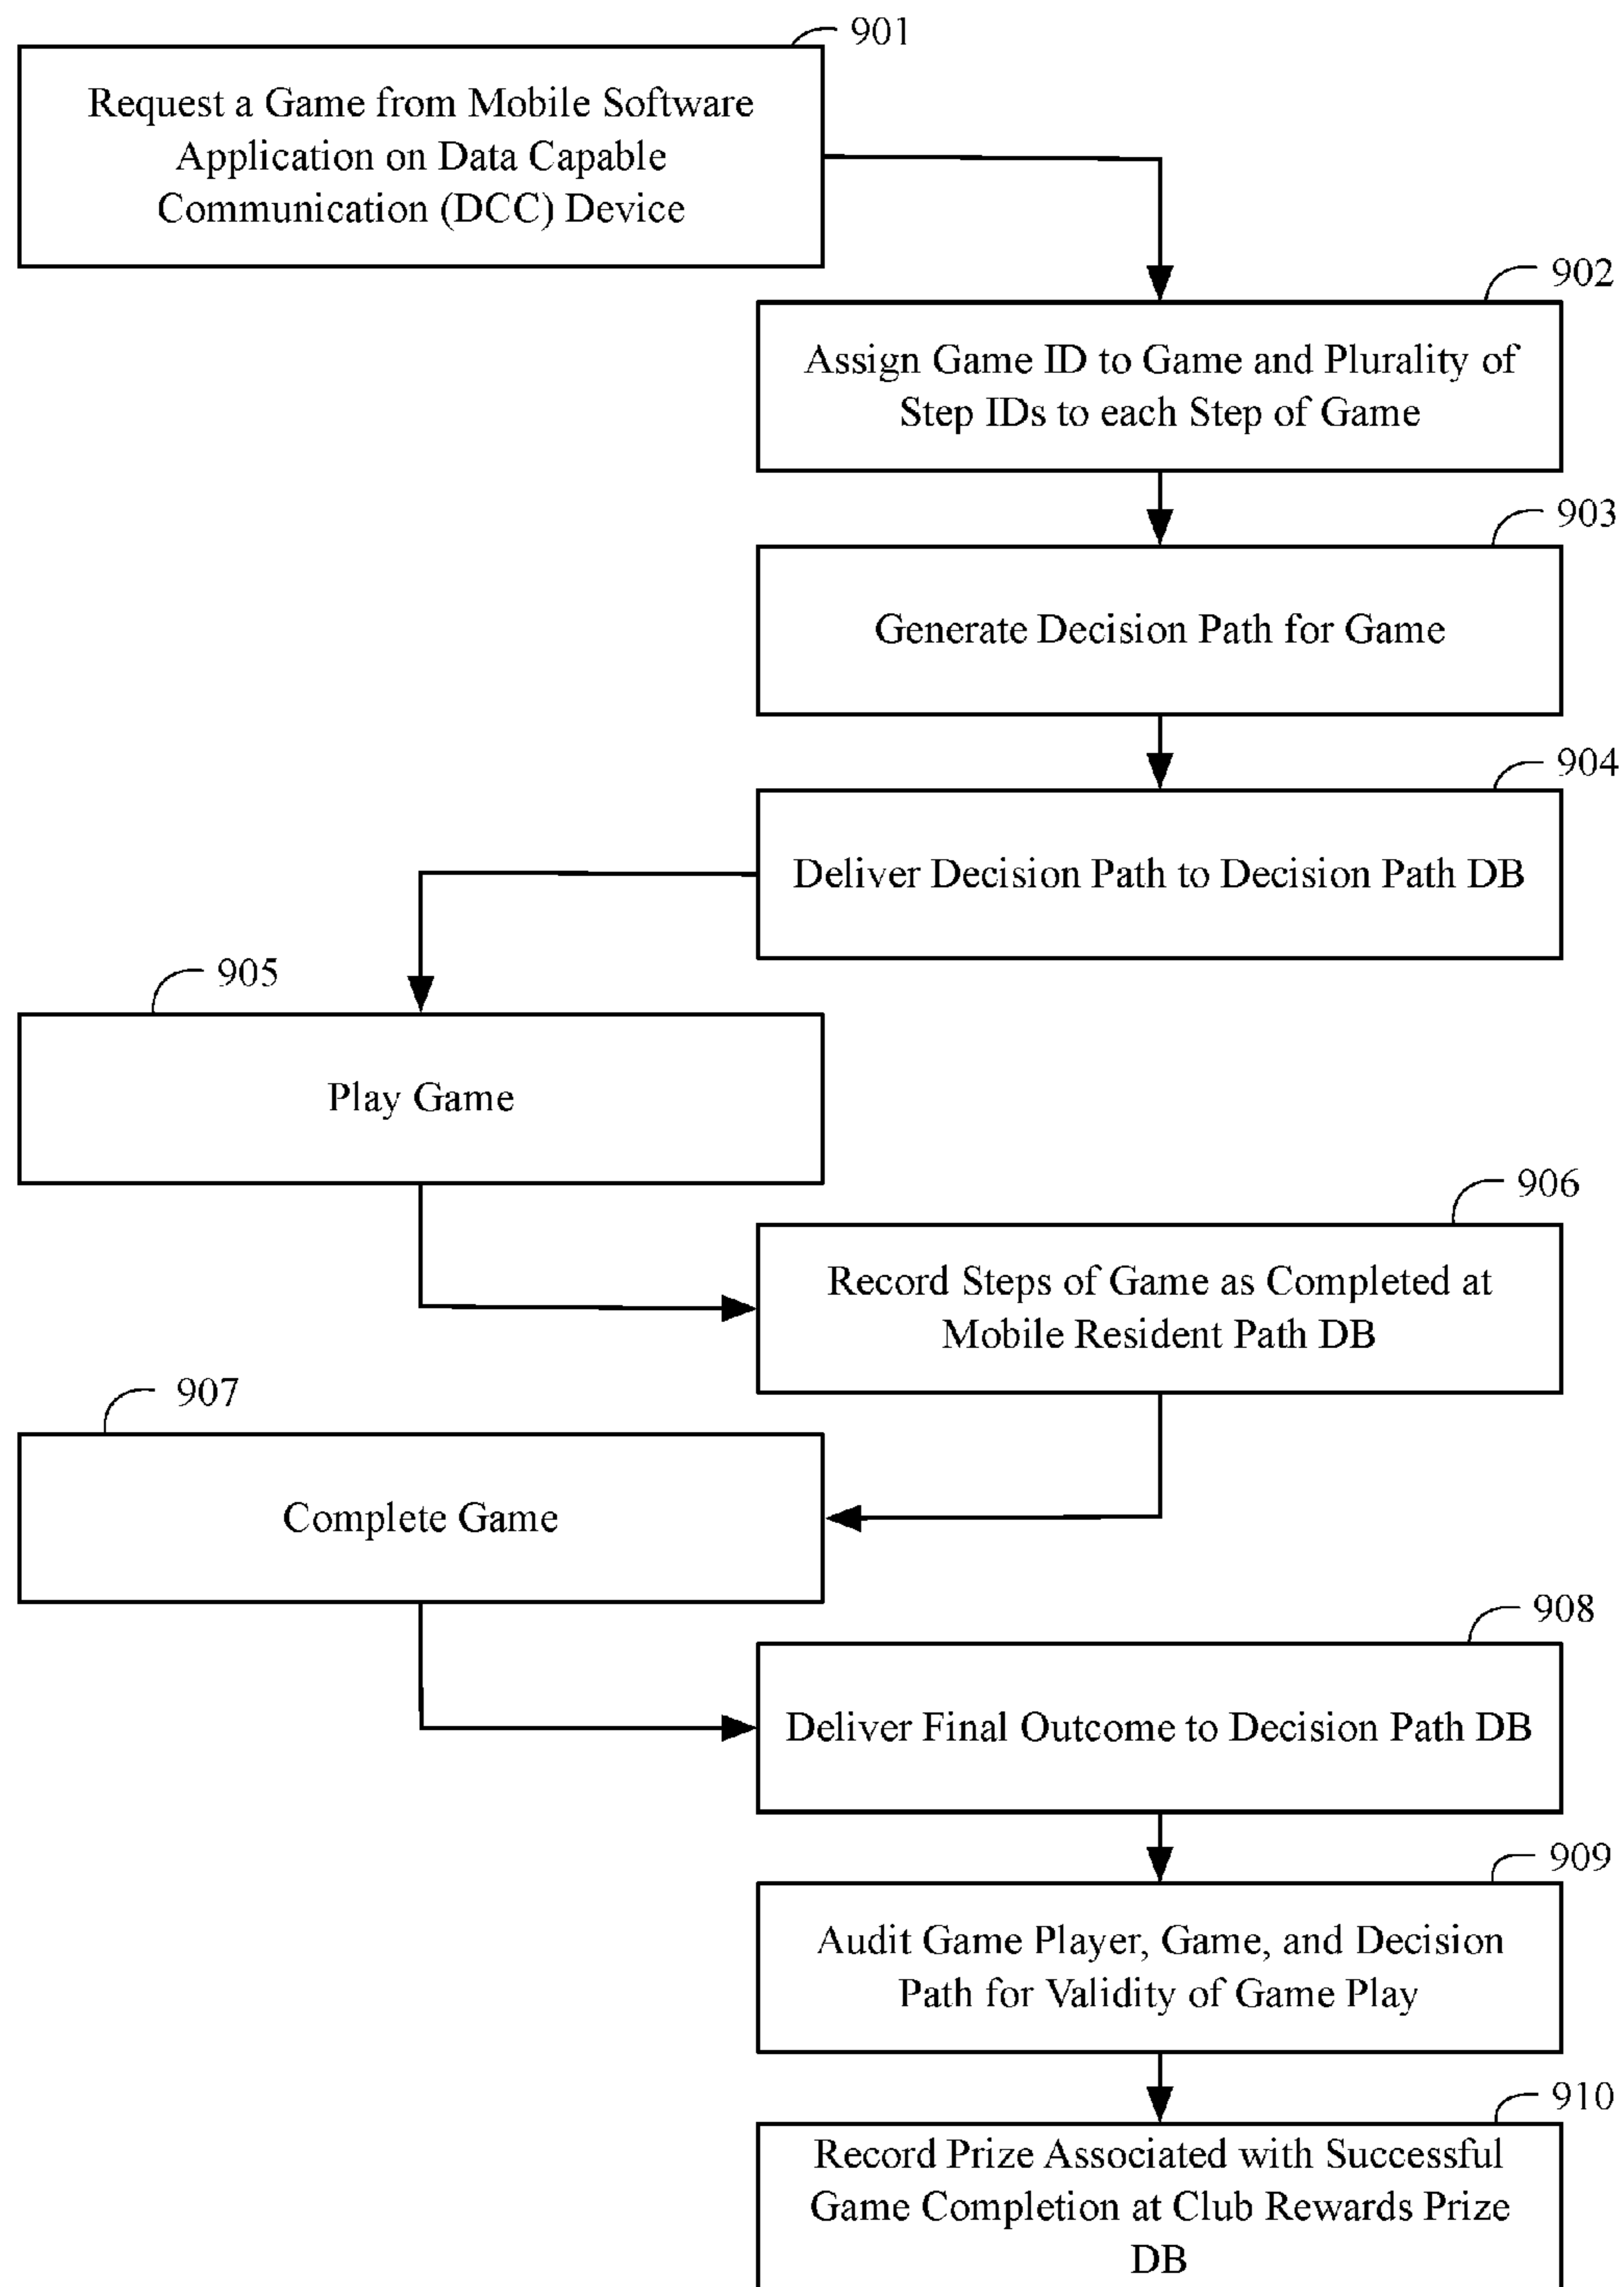 901
Request a Game from Mobile Software
Application on Data Capable
Communication (DCC) Device
902
Assign Game ID to Game and Plurality of
Step IDs to each Step of Game
903
Generate Decision Path for Game
904
Deliver Decision Path to Decision Path DB
905
Play Game
906
Record Steps of Game as Completed at
Mobile Resident Path DB
907
Complete Game
908
Deliver Final Outcome to Decision Path DB
909
Audit Game Player, Game, and Decision
Path for Validity of Game Play
910
Record Prize Associated with Successful
Game Completion at Club Rewards Prize
DB